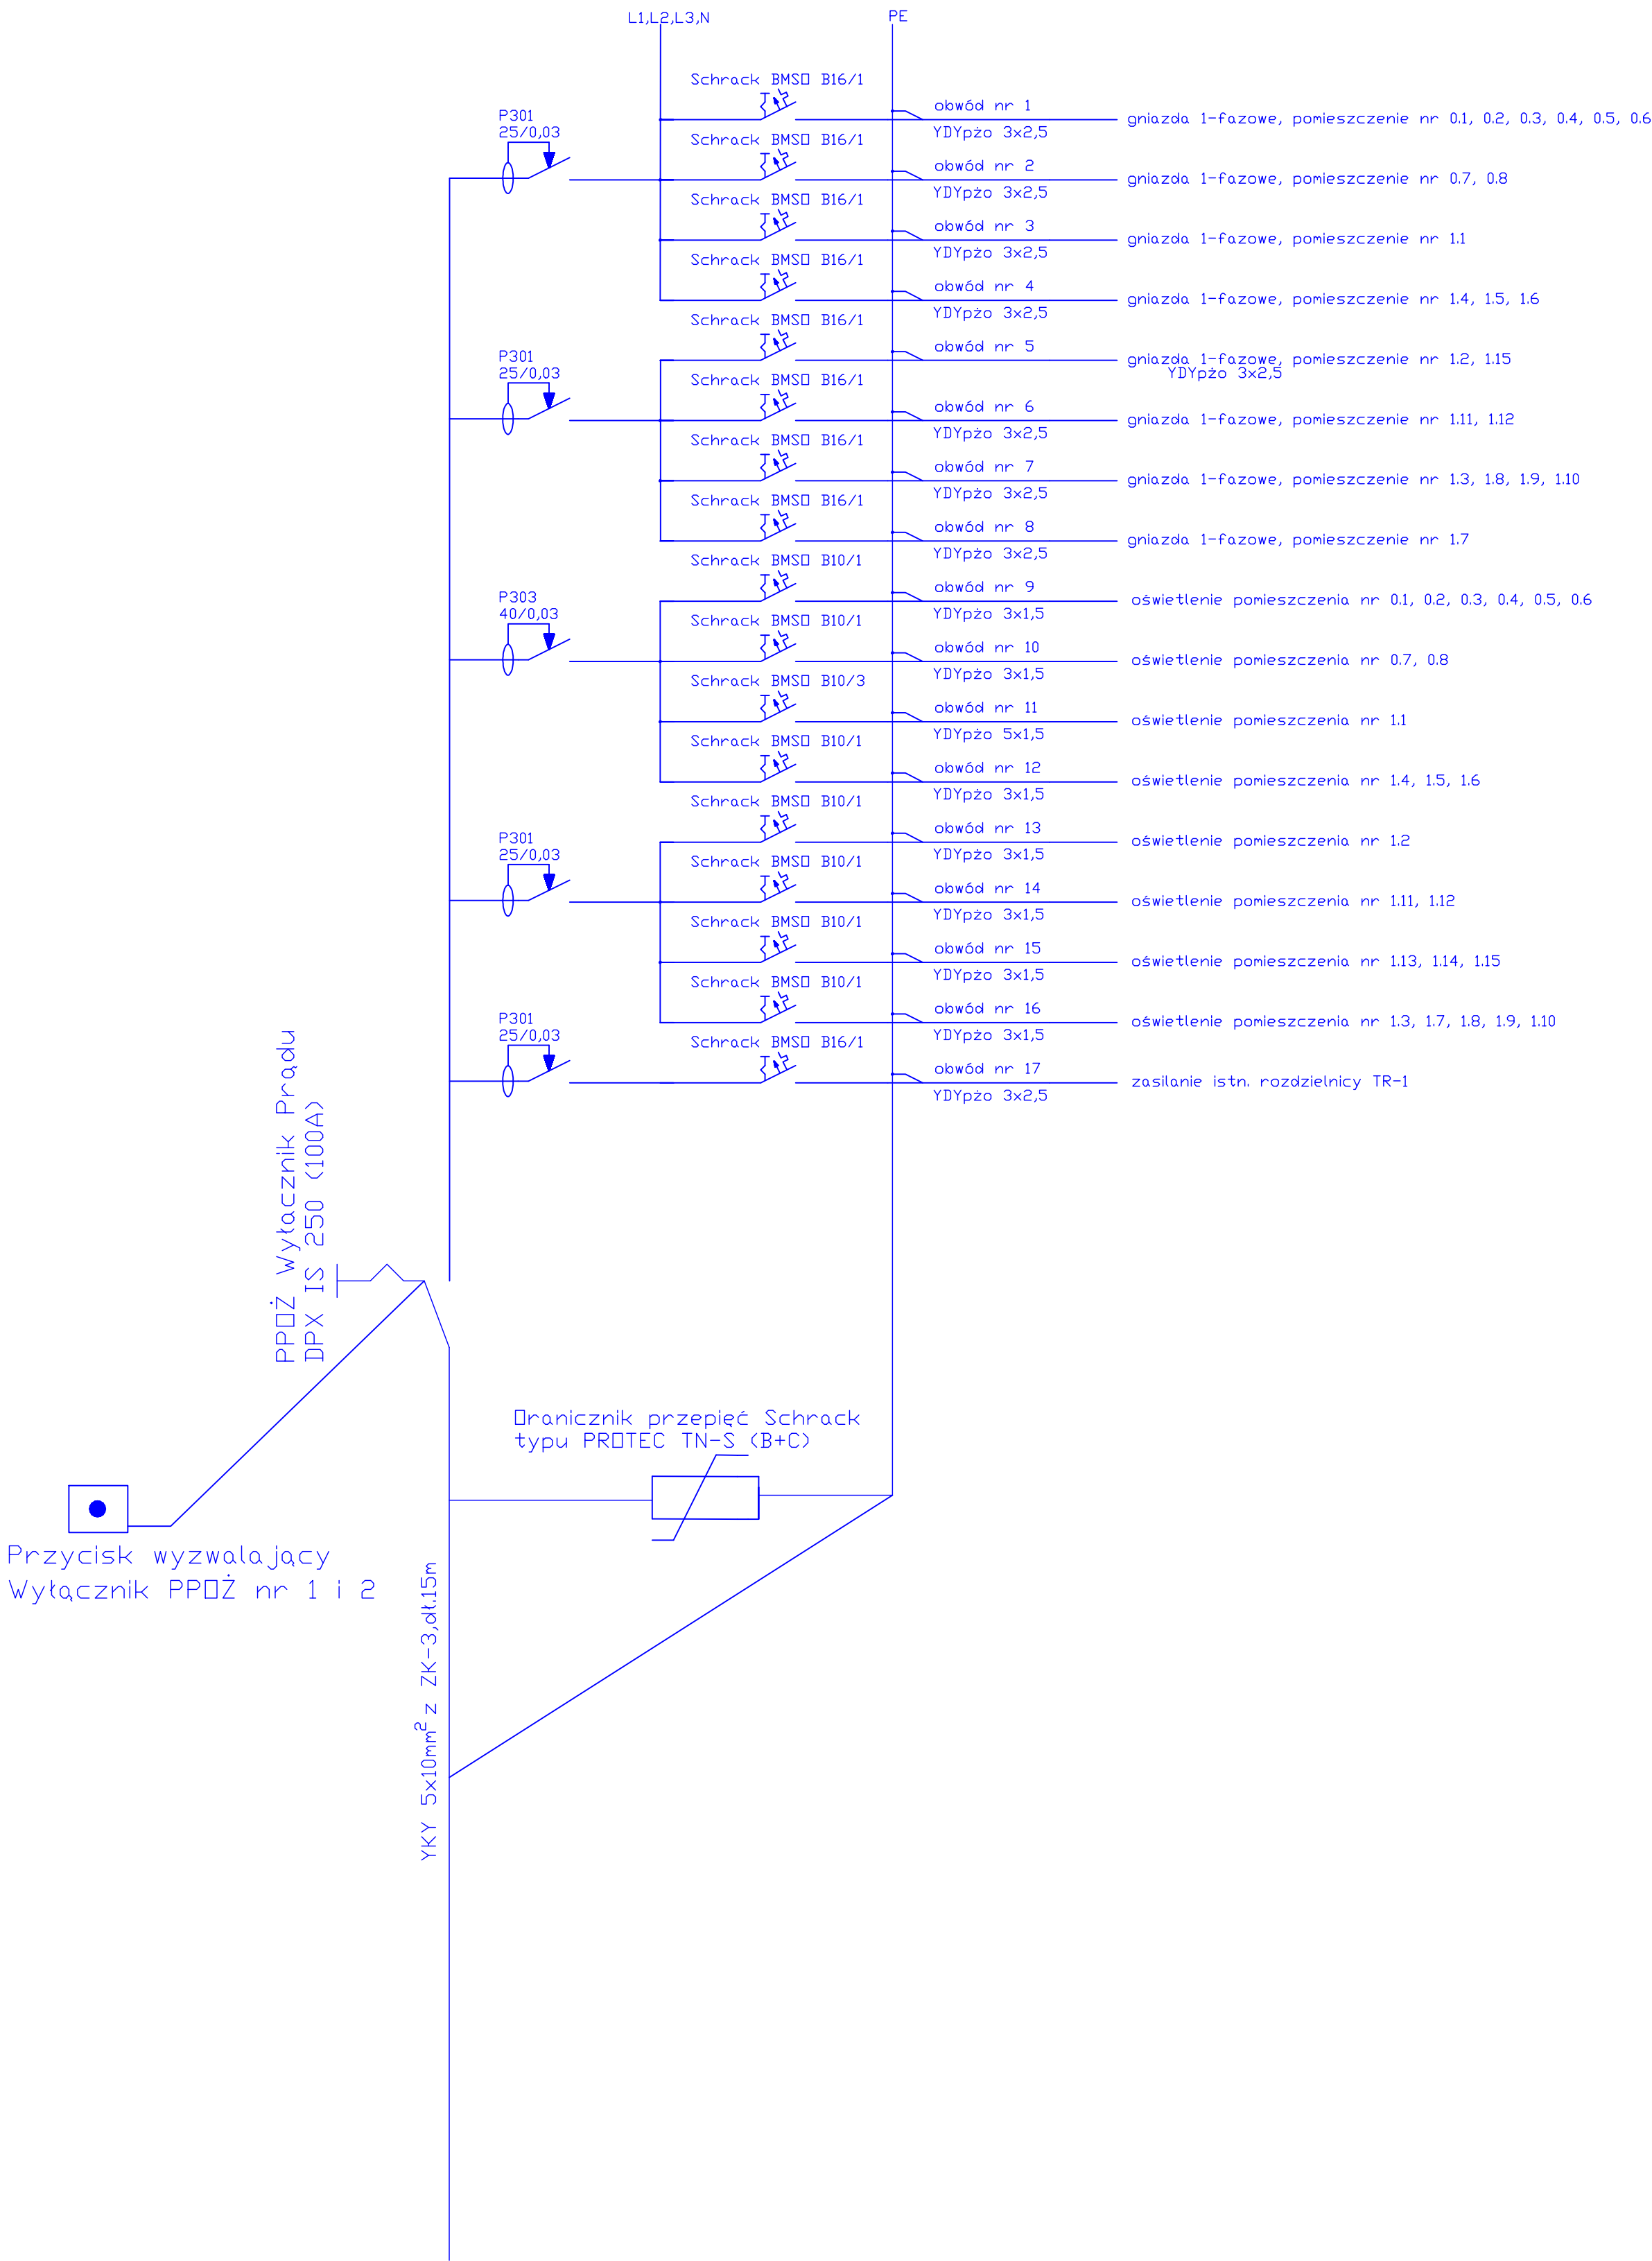 L1,L2,L3,N
PE
Schrack BMS0 B16/1
obwód nr 1
P301
25/0,03
gniazda 1-fazowe, pomieszczenie nr 0.1, 0.2, 0.3, 0.4, 0.5, 0.6
YDYpżo 3x2,5
Schrack BMS0 B16/1
obwód nr 2
gniazda 1-fazowe, pomieszczenie nr 0.7, 0.8
YDYpżo 3x2,5
Schrack BMS0 B16/1
obwód nr 3
gniazda 1-fazowe, pomieszczenie nr 1.1
YDYpżo 3x2,5
Schrack BMS0 B16/1
obwód nr 4
gniazda 1-fazowe, pomieszczenie nr 1.4, 1.5, 1.6
YDYpżo 3x2,5
Schrack BMS0 B16/1
obwód nr 5
P301
25/0,03
gniazda 1-fazowe, pomieszczenie nr 1.2, 1.15
YDYpżo 3x2,5
Schrack BMS0 B16/1
obwód nr 6
gniazda 1-fazowe, pomieszczenie nr 1.11, 1.12
YDYpżo 3x2,5
Schrack BMS0 B16/1
obwód nr 7
gniazda 1-fazowe, pomieszczenie nr 1.3, 1.8, 1.9, 1.10
YDYpżo 3x2,5
Schrack BMS0 B16/1
obwód nr 8
gniazda 1-fazowe, pomieszczenie nr 1.7
YDYpżo 3x2,5
Schrack BMS0 B10/1
obwód nr 9
P303
40/0,03
oświetlenie pomieszczenia nr 0.1, 0.2, 0.3, 0.4, 0.5, 0.6
YDYpżo 3x1,5
Schrack BMS0 B10/1
obwód nr 10
oświetlenie pomieszczenia nr 0.7, 0.8
YDYpżo 3x1,5
Schrack BMS0 B10/3
obwód nr 11
oświetlenie pomieszczenia nr 1.1
YDYpżo 5x1,5
Schrack BMS0 B10/1
obwód nr 12
oświetlenie pomieszczenia nr 1.4, 1.5, 1.6
YDYpżo 3x1,5
Schrack BMS0 B10/1
obwód nr 13
P301
25/0,03
oświetlenie pomieszczenia nr 1.2
YDYpżo 3x1,5
Schrack BMS0 B10/1
obwód nr 14
oświetlenie pomieszczenia nr 1.11, 1.12
YDYpżo 3x1,5
Schrack BMS0 B10/1
obwód nr 15
oświetlenie pomieszczenia nr 1.13, 1.14, 1.15
YDYpżo 3x1,5
Schrack BMS0 B10/1
obwód nr 16
oświetlenie pomieszczenia nr 1.3, 1.7, 1.8, 1.9, 1.10
YDYpżo 3x1,5
P301
25/0,03
Schrack BMS0 B16/1
obwód nr 17
zasilanie istn. rozdzielnicy TR-1
YDYpżo 3x2,5
PPOŻ Wyłącznik Prądu
DPX IS 250 (100A)
Oranicznik przepięć Schrack
typu PROTEC TN-S (B+C)
Przycisk wyzwalający
Wyłącznik PPOŻ nr 1 i 2
YKY 5x10mm² z ZK-3,dł.15m